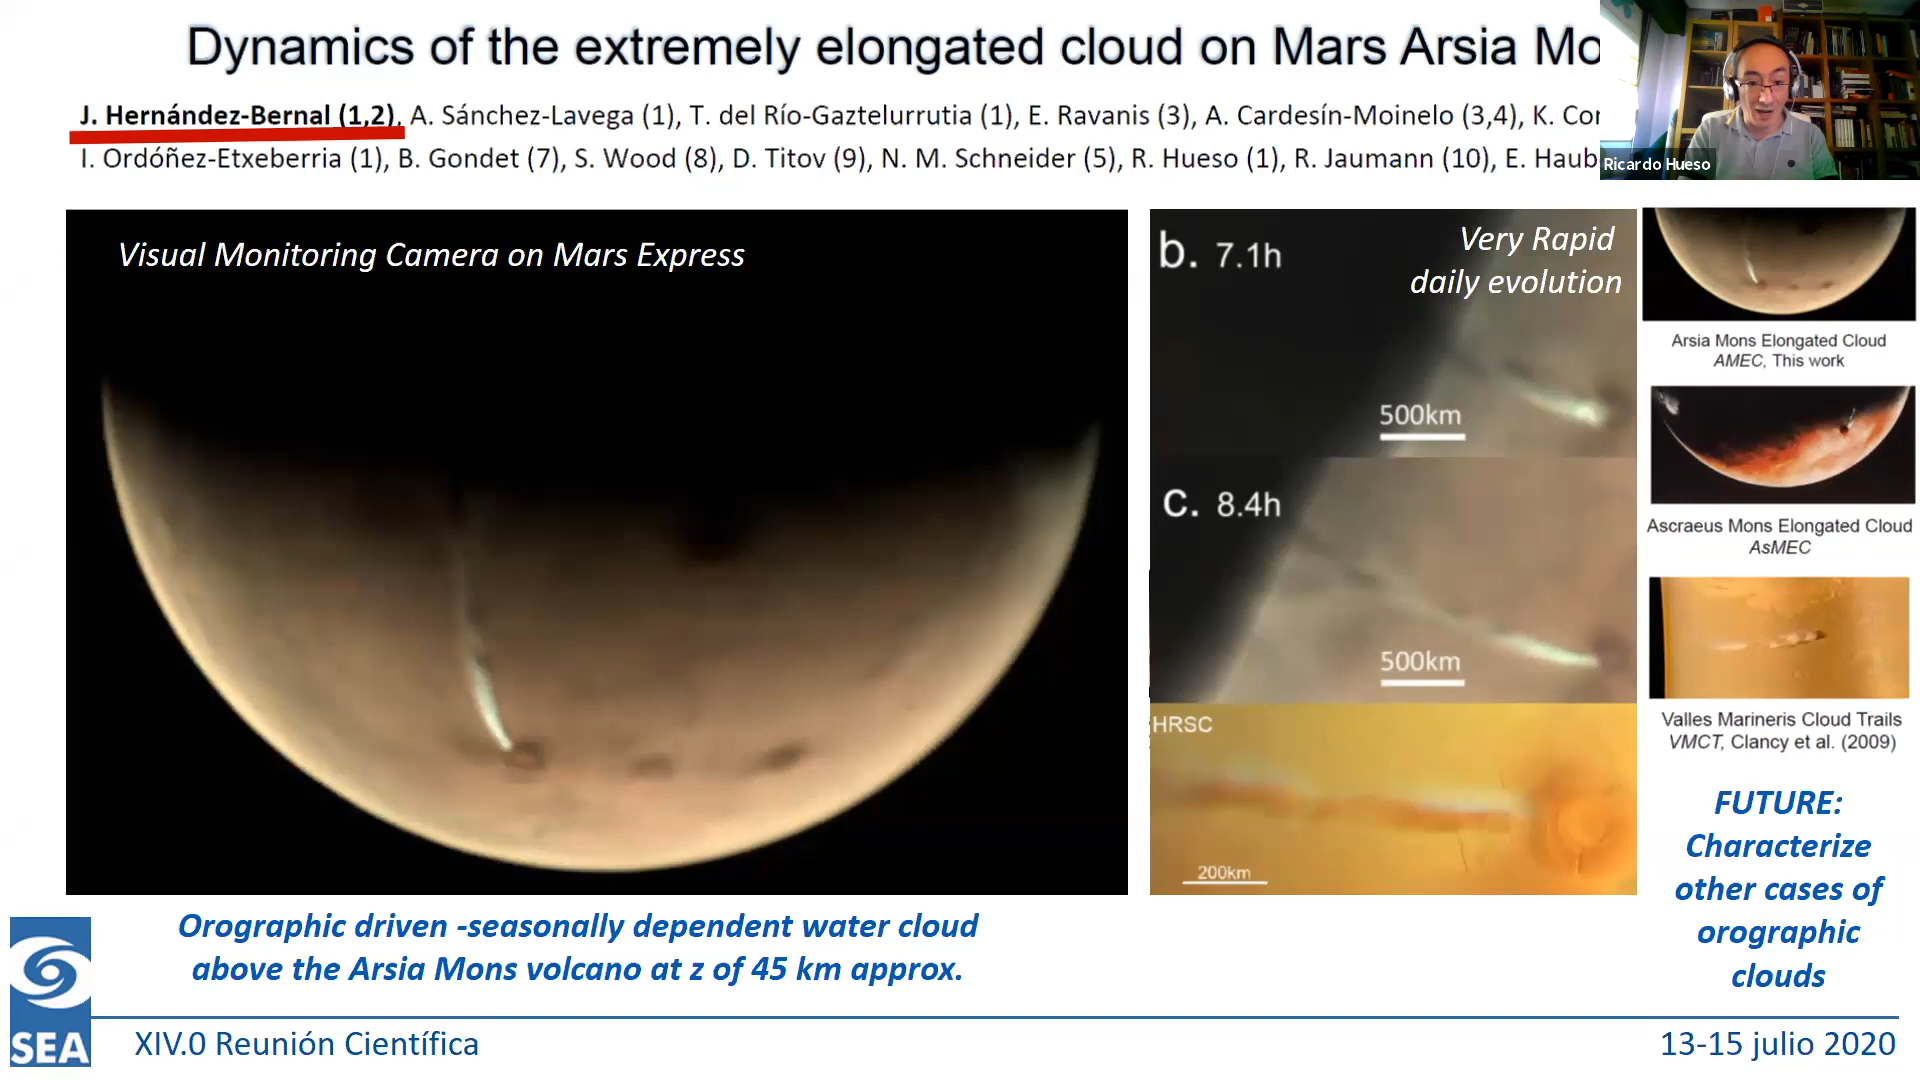 Dynamics of the extremely elongated cloud on Mars Arsia Mo
J. Hernández-Bernal (1,2), A. Sánchez-Lavega (1), T. del Río-Gaztelurrutia (1), E. Ravanis (3), A. Cardesín-Moinelo (3,4), K. Cor
I. Ordóñez-Etxeberria (1), B. Gondet (7), S. Wood (8), D. Titov (9), N. M. Schneider (5), R. Hueso (1), R. Jaumann (10), E. Haub
Ricardo Hueso
Visual Monitoring Camera on Mars Express
b. 7.1h
Very Rapid
daily evolution
500km
c. 8.4h
500km
HRSC
200km
Arsia Mons Elongated Cloud
AMEC, This work
Ascraeus Mons Elongated Cloud
AsMEC
Valles Marineris Cloud Trails
VMCT, Clancy et al. (2009)
FUTURE:
Characterize
other cases of
orographic
clouds
Orographic driven -seasonally dependent water cloud
above the Arsia Mons volcano at z of 45 km approx.
SEA
XIV.0 Reunión Científica
13-15 julio 2020